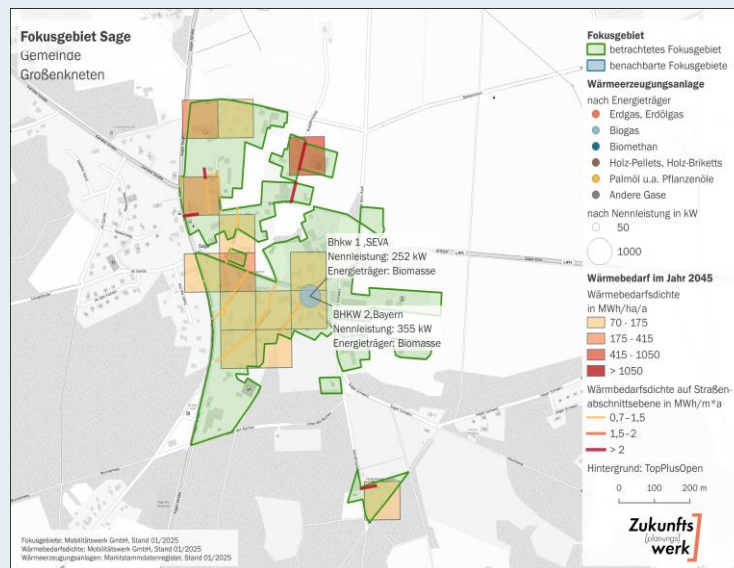 Fokusgebiet Sage
Gemeinde
Großenkneten
Bhkw 1 ,SEVA
Nennleistung: 252 kW
Energieträger: Biomasse
BHKW 2,Bayern
Nennleistung: 355 kW
Energieträger: Biomasse
Sage
Fokusgebiet
betrachtetes Fokusgebiet
benachbarte Fokusgebiete
Wärmeerzeugungsanlage
nach Energieträger
Erdgas, Erdölgas
Biogas
Biomethan
Holz-Pellets, Holz-Briketts
Palmöl u.a. Pflanzenöle
Andere Gase
nach Nennleistung in kW
50
1000
Wärmebedarf im Jahr 2045
Wärmebedarfsdichte
in MWh/ha/a
70 - 175
175 - 415
415 - 1050
> 1050
Wärmebedarfsdichte auf Straßen-
abschnittsebene in MWh/m*a
0,7–1,5
1,5–2
> 2
Hintergrund: TopPlusOpen
0 100 200 m
Zukunfts
[planungs]
werk
Fokusgebiete: Mobilitätswerk GmbH, Stand 01/2025
Wärmebedarfsdichte: Mobilitätswerk GmbH, Stand 01/2025
Wärmeerzeugungsanlagen: Marktstammdatenregister, Stand 01/2025